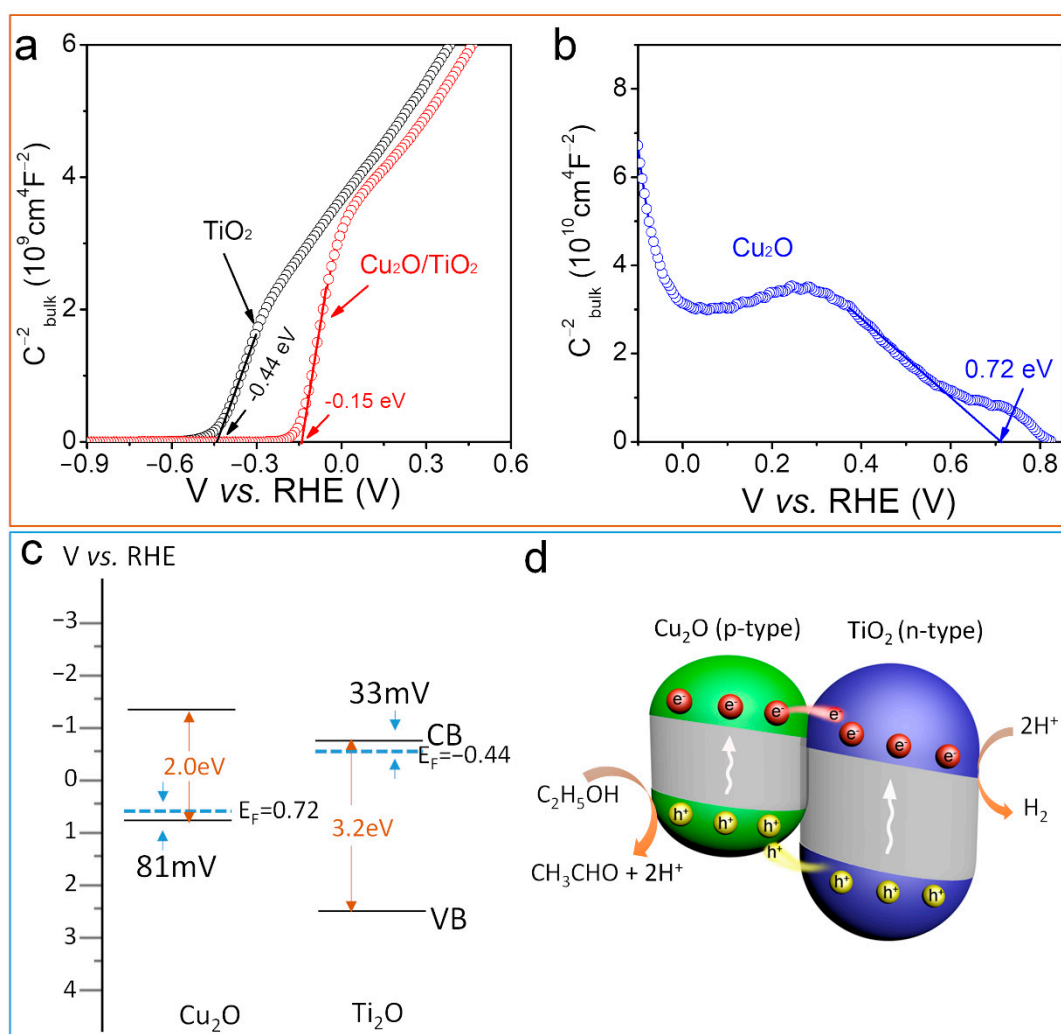 a
6
4
2
0
C⁻²bulk (10⁹cm⁴F⁻²)
TiO₂
Cu₂O/TiO₂
-0.44 eV
-0.15 eV
−0.9 −0.6 −0.3 0.0 0.3 0.6
V vs. RHE (V)
b
8
6
4
2
0
C⁻²bulk (10¹⁰cm⁴F⁻²)
Cu₂O
0.72 eV
0.0 0.2 0.4 0.6 0.8
V vs. RHE (V)
c
V vs. RHE
−3
−2
−1
0
1
2
3
4
2.0eV
E_F=0.72
81mV
Cu₂O
33mV
CB
E_F=−0.44
3.2eV
VB
Ti₂O
d
Cu₂O (p-type)
TiO₂ (n-type)
e⁻ e⁻ e⁻ e⁻
e⁻ e⁻ e⁻
2H⁺
H₂
C₂H₅OH
CH₃CHO + 2H⁺
h⁺ h⁺ h⁺
h⁺
h⁺ h⁺ h⁺